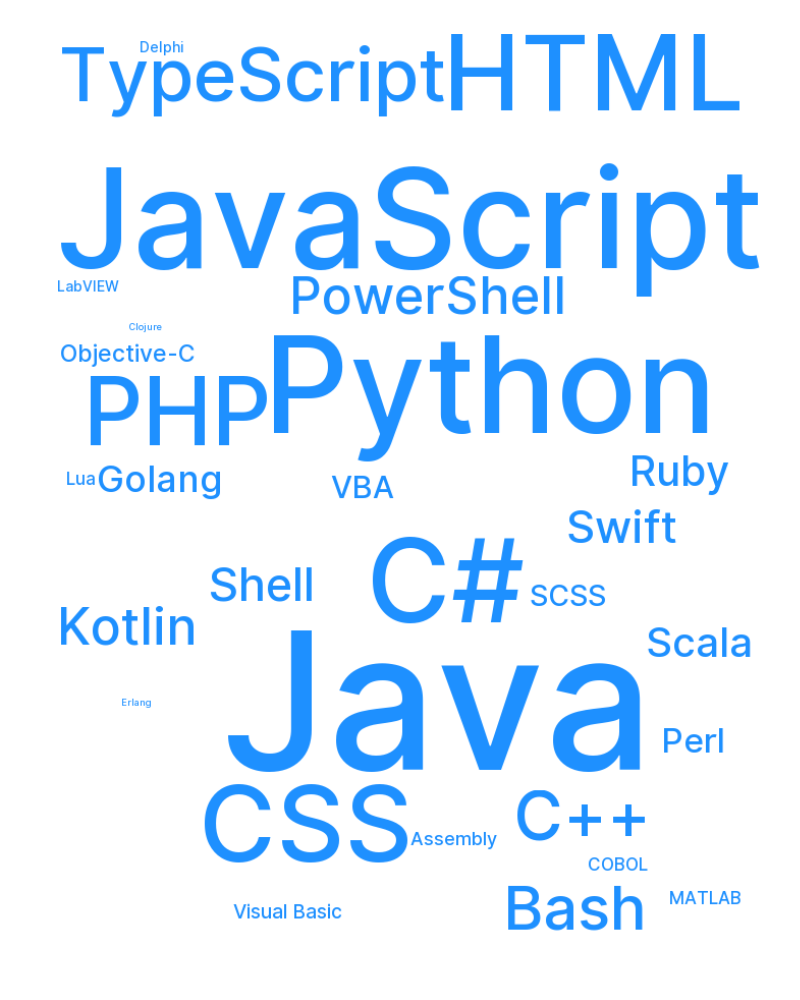 Delphi
TypeScript HTML
JavaScript
LabVIEW
PowerShell
Clojure
Objective-C
Python
PHP
Ruby
Lua Golang
VBA
Swift
C#
Shell
SCSS
Kotlin
Scala
Java
Erlang
Perl
CSS
C++
Assembly
COBOL
MATLAB
Bash
Visual Basic